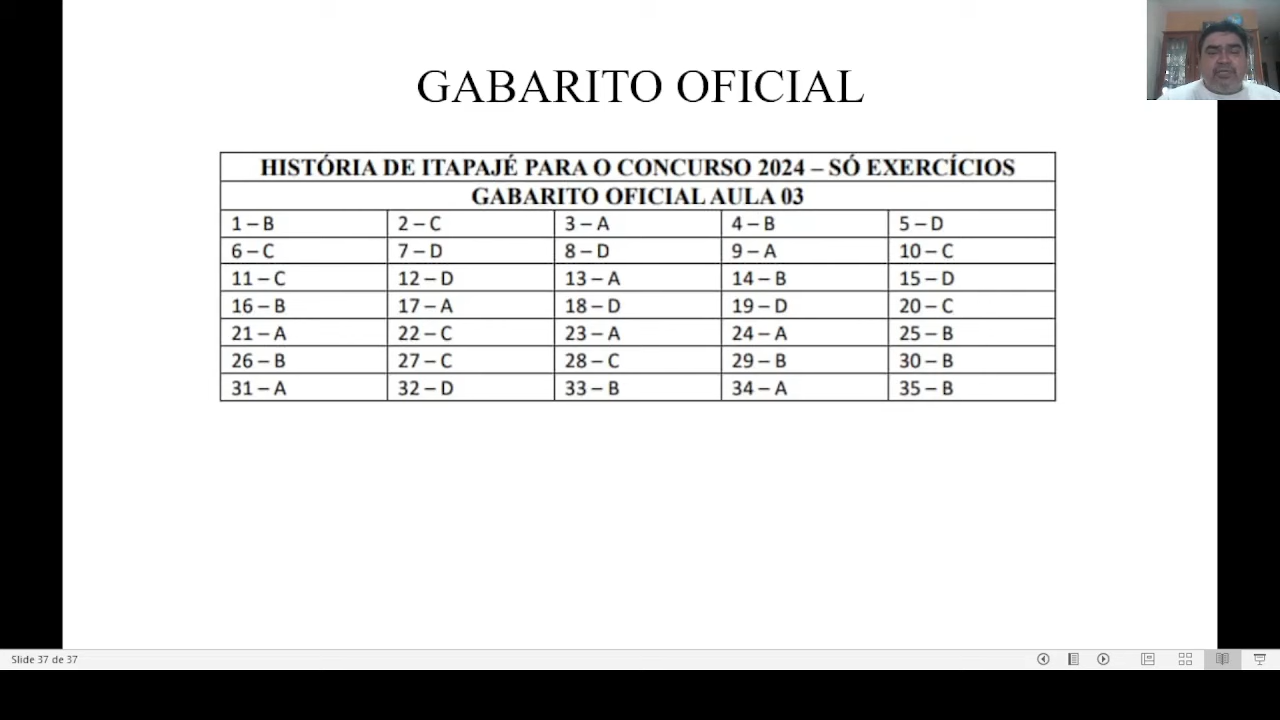 GABARITO OFICIAL
HISTÓRIA DE ITAPAJÉ PARA O CONCURSO 2024 – SÓ EXERCÍCIOS
GABARITO OFICIAL AULA 03
1 – B 2 – C 3 – A 4 – B 5 – D
6 – C 7 – D 8 – D 9 – A 10 – C
11 – C 12 – D 13 – A 14 – B 15 – D
16 – B 17 – A 18 – D 19 – D 20 – C
21 – A 22 – C 23 – A 24 – A 25 – B
26 – B 27 – C 28 – C 29 – B 30 – B
31 – A 32 – D 33 – B 34 – A 35 – B
Slide 37 de 37